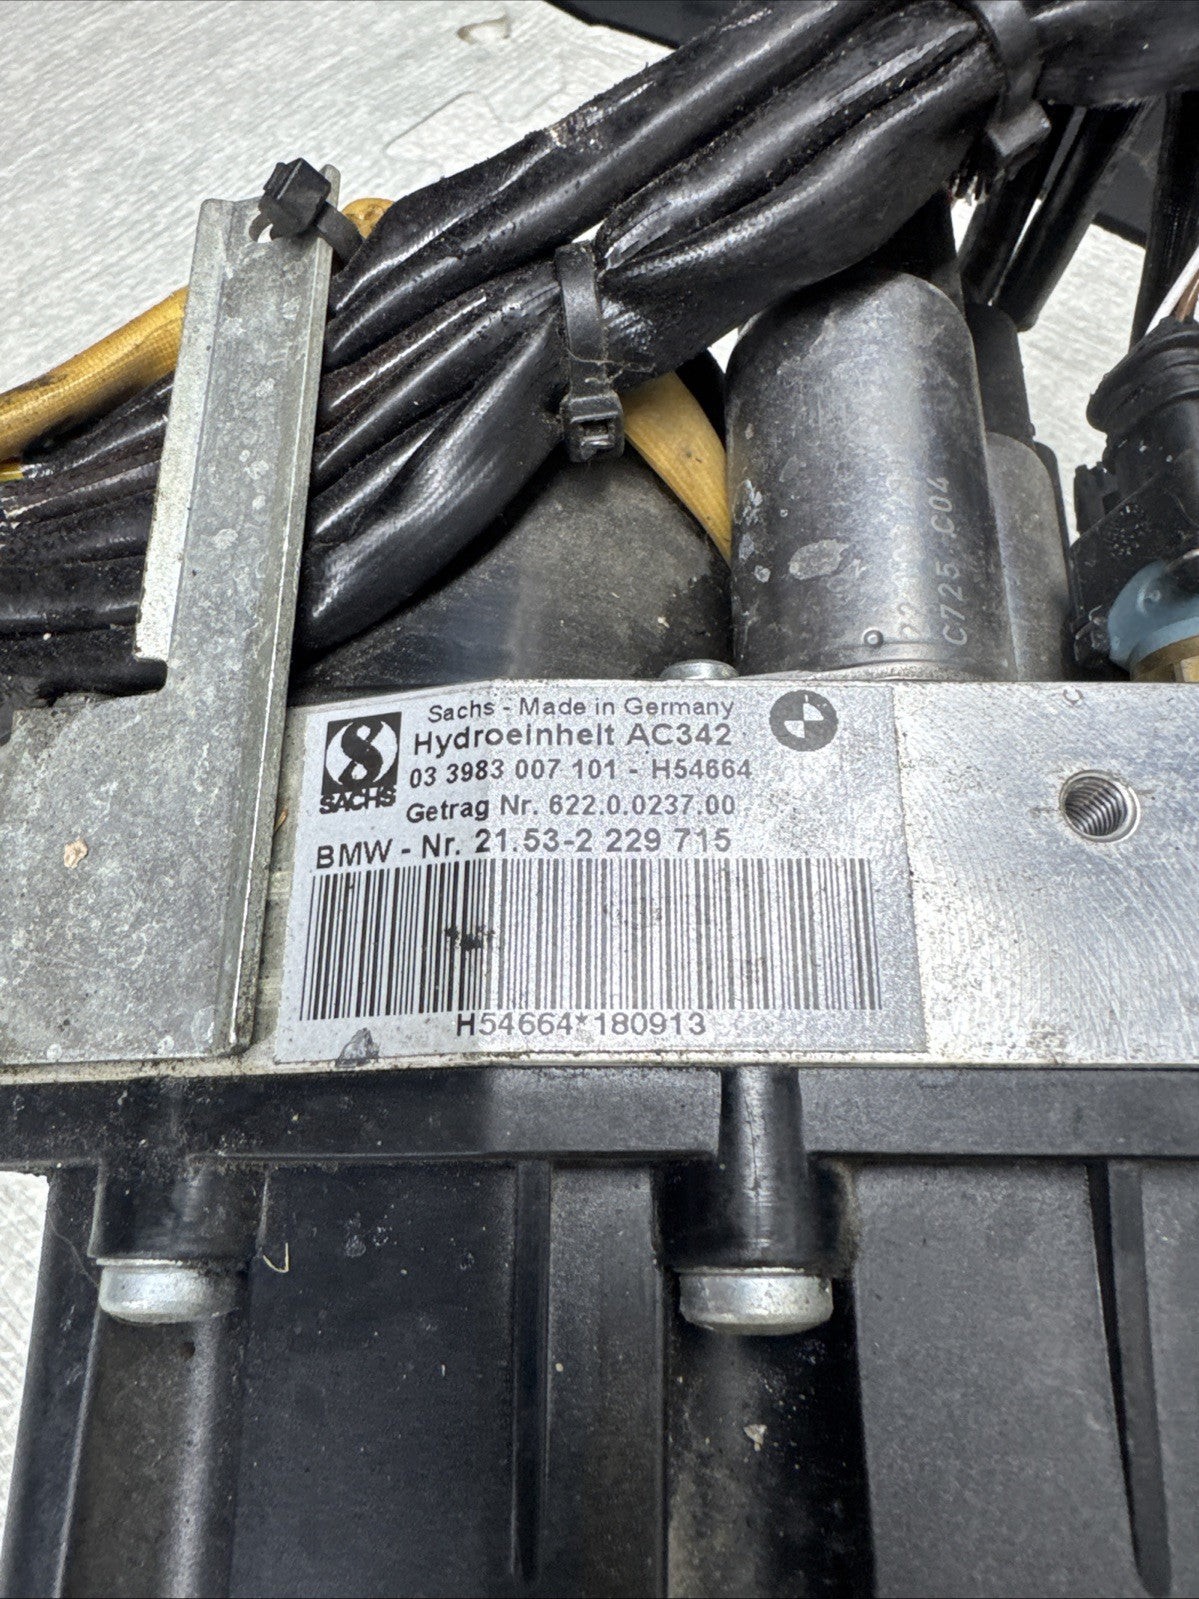 Sachs - Made in Germany
Hydroeinheit AC342
SACHS
03 3983 007 101 - H54664
Getrag Nr. 622.0.0237.00
BMW - Nr. 21.53-2 229 715
H54664*180913
C725.C04